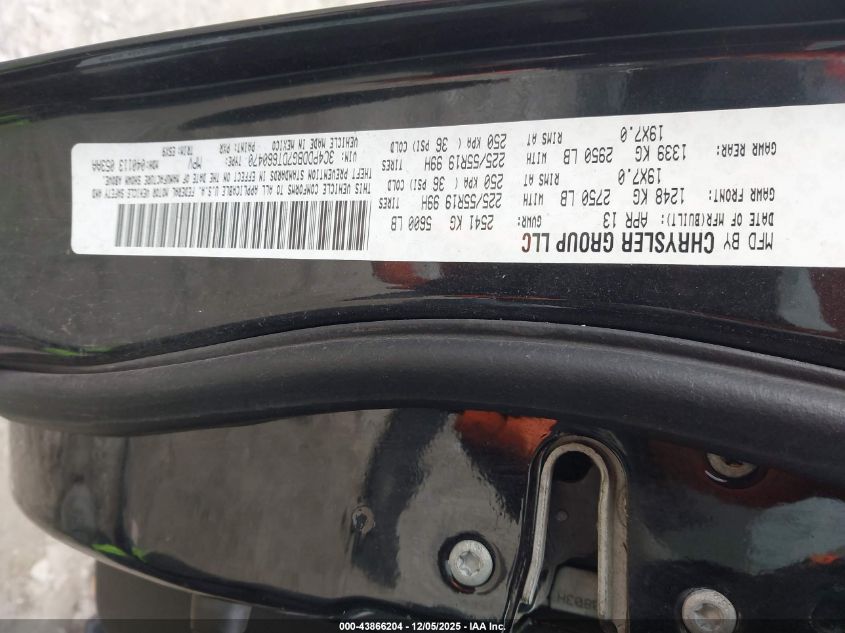 MFD BY CHRYSLER GROUP LLC
DATE OF MFR(BUILT): APR 13
GVWR: 2541 KG 5600 LB
GAWR FRONT: 1248 KG 2750 LB WITH TIRES 225/55R19 99H
RIMS AT 19X7.0 250 KPA( 36 PSI) COLD
GAWR REAR: 1339 KG 2950 LB WITH TIRES 225/55R19 99H
RIMS AT 19X7.0 250 KPA( 36 PSI) COLD
THIS VEHICLE CONFORMS TO ALL APPLICABLE U.S.A. FEDERAL MOTOR VEHICLE SAFETY AND
THEFT PREVENTION STANDARDS IN EFFECT ON THE DATE OF MANUFACTURE SHOWN ABOVE.
VIN: 3C4PDDBG7DT660470 TYPE: MPV MDH:040113 053AA
VEHICLE MADE IN MEXICO PAINT: PXR TRIM: E5X9
000-43866204 - 12/05/2025 - IAA Inc.